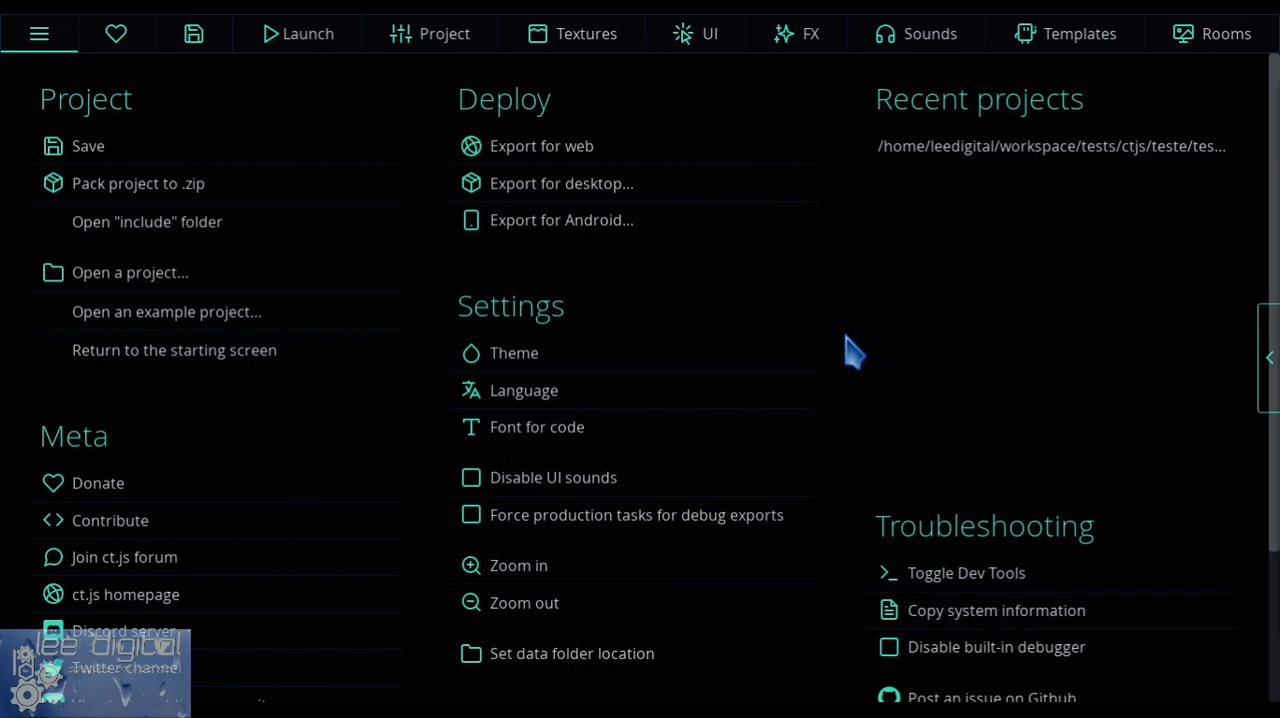 Launch
Project
Textures
UI
FX
Sounds
Templates
Rooms
Project
Save
Pack project to .zip
Open "include" folder
Open a project...
Open an example project...
Return to the starting screen
Meta
Donate
Contribute
Join ct.js forum
ct.js homepage
Discord server
Twitter channel
lee digital
Deploy
Export for web
Export for desktop...
Export for Android...
Settings
Theme
Language
Font for code
Disable UI sounds
Force production tasks for debug exports
Zoom in
Zoom out
Set data folder location
Recent projects
/home/leedigital/workspace/tests/ctjs/teste/tes...
Troubleshooting
Toggle Dev Tools
Copy system information
Disable built-in debugger
Post an issue on Github